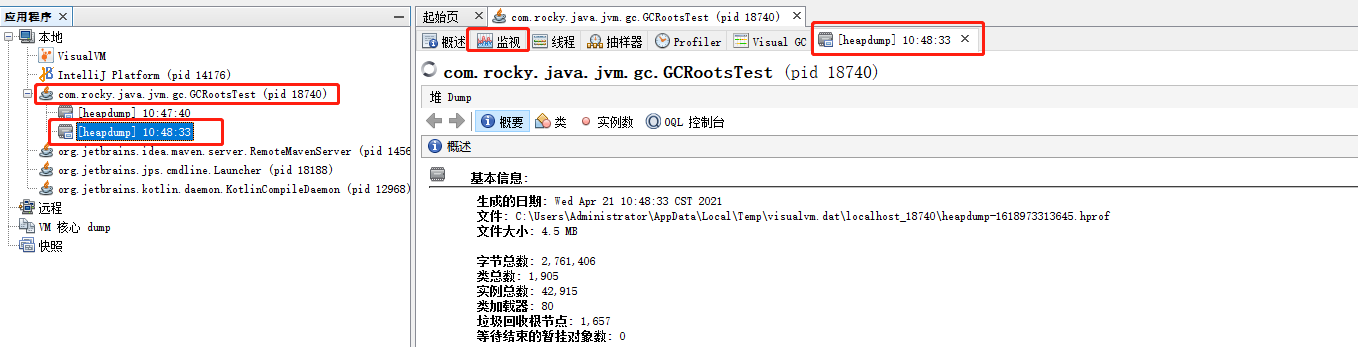 应用程序
本地
VisualVM
IntelliJ Platform (pid 14176)
com.rocky.java.jvm.gc.GCRootsTest (pid 18740)
[heapdump] 10:47:40
[heapdump] 10:48:33
org.jetbrains.idea.maven.server.RemoteMavenServer (pid 1456
org.jetbrains.jps.cmdline.Launcher (pid 18188)
org.jetbrains.kotlin.daemon.KotlinCompileDaemon (pid 12968)
远程
VM 核心 dump
快照
起始页 com.rocky.java.jvm.gc.GCRootsTest (pid 18740)
概述 监视 线程 抽样器 Profiler Visual GC [heapdump] 10:48:33
com.rocky.java.jvm.gc.GCRootsTest (pid 18740)
堆 Dump
概要 类 实例数 OQL 控制台
概述
基本信息:
生成的日期: Wed Apr 21 10:48:33 CST 2021
文件: C:\Users\Administrator\AppData\Local\Temp\visualvm.dat\localhost_18740\heapdump-1618973313645.hprof
文件大小: 4.5 MB
字节总数: 2,761,406
类总数: 1,905
实例总数: 42,915
类加载器: 80
垃圾回收根节点: 1,657
等待结束的暂挂对象数: 0